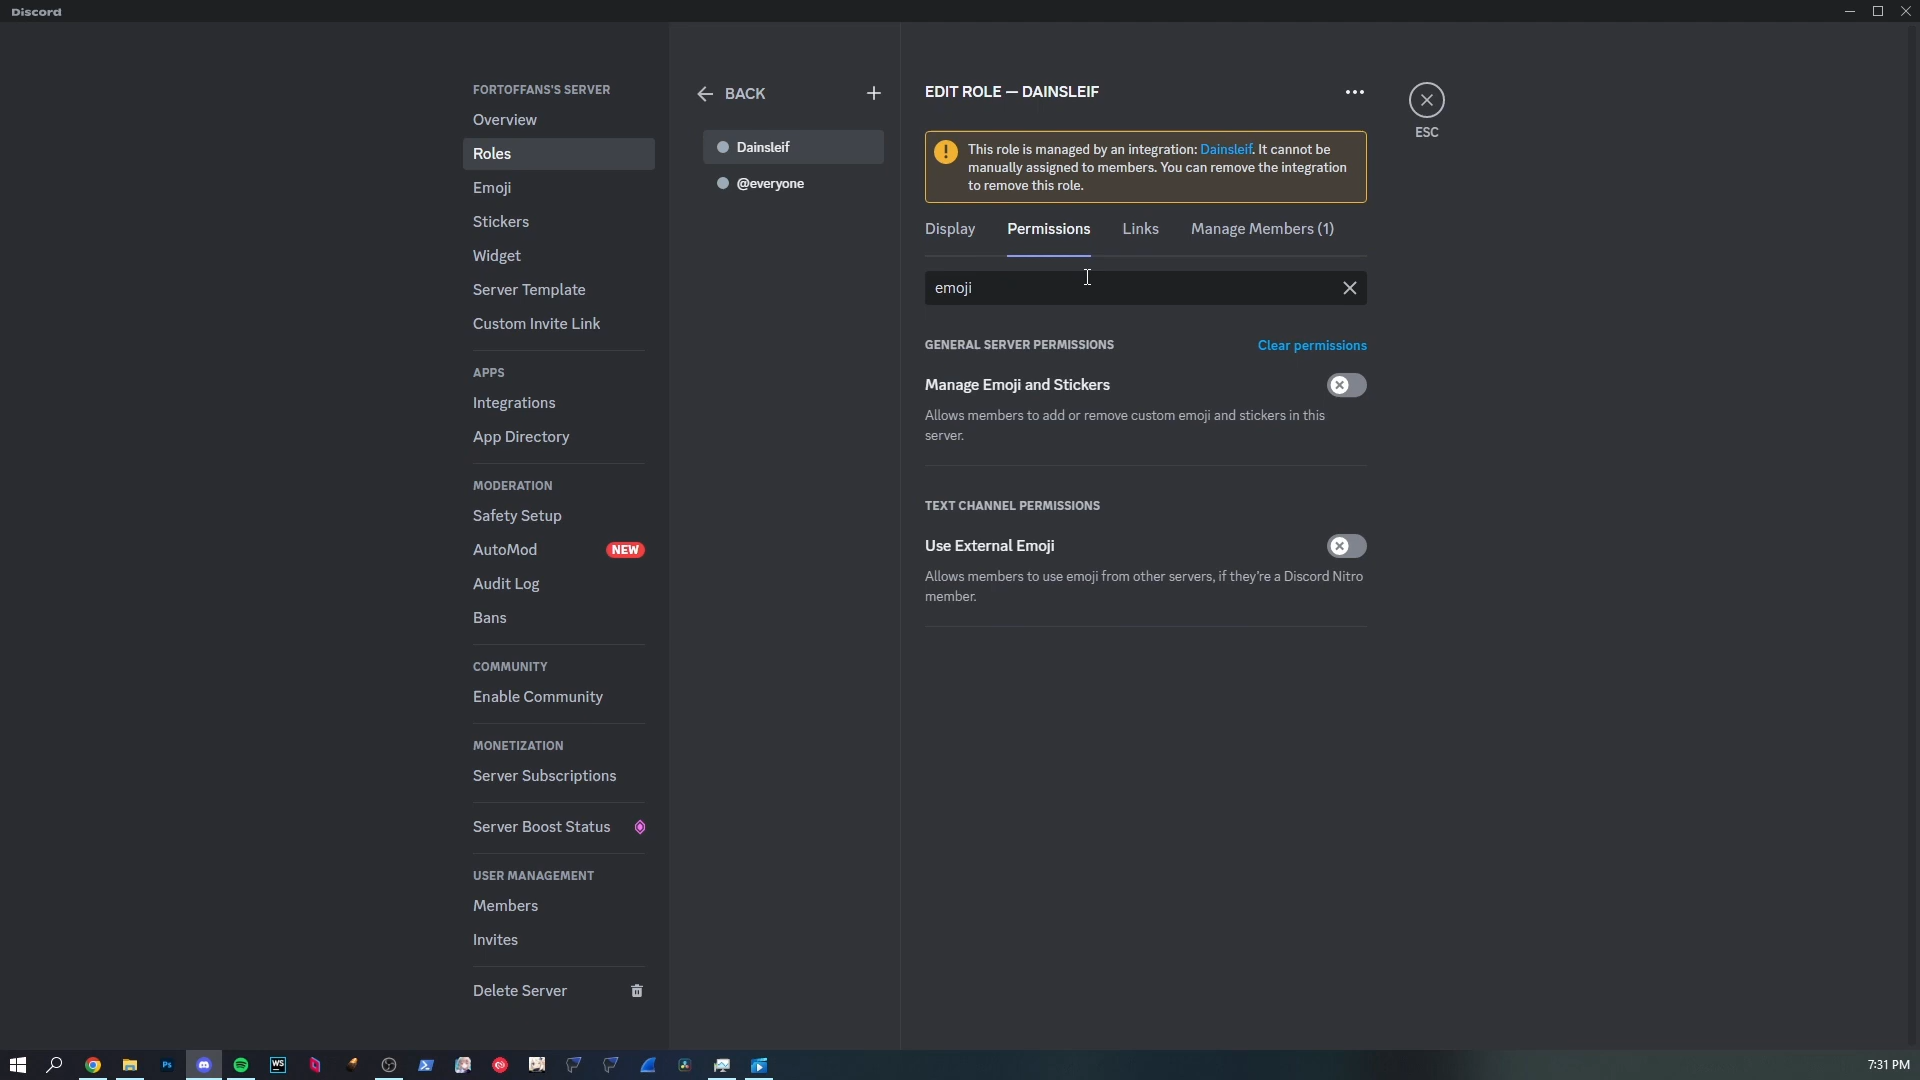 Discord
FORTOFFANS'S SERVER
Overview
Roles
Emoji
Stickers
Widget
Server Template
Custom Invite Link
APPS
Integrations
App Directory
MODERATION
Safety Setup
AutoMod NEW
Audit Log
Bans
COMMUNITY
Enable Community
MONETIZATION
Server Subscriptions
Server Boost Status
USER MANAGEMENT
Members
Invites
Delete Server
BACK
Dainsleif
@everyone
EDIT ROLE — DAINSLEIF
ESC
This role is managed by an integration: Dainsleif. It cannot be
manually assigned to members. You can remove the integration
to remove this role.
Display Permissions Links Manage Members (1)
emoji
GENERAL SERVER PERMISSIONS Clear permissions
Manage Emoji and Stickers
Allows members to add or remove custom emoji and stickers in this
server.
TEXT CHANNEL PERMISSIONS
Use External Emoji
Allows members to use emoji from other servers, if they're a Discord Nitro
member.
Ps
WS
7:31 PM